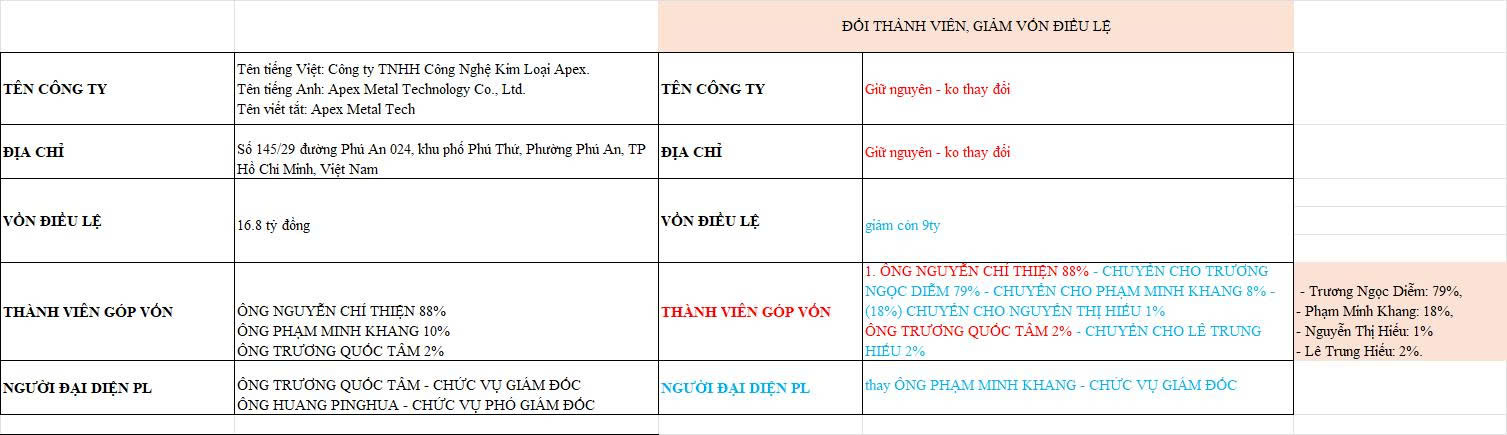 ĐỔI THÀNH VIÊN, GIẢM VỐN ĐIỀU LỆ
TÊN CÔNG TY
Tên tiếng Việt: Công ty TNHH Công Nghệ Kim Loại Apex.
Tên tiếng Anh: Apex Metal Technology Co., Ltd.
Tên viết tắt: Apex Metal Tech
TÊN CÔNG TY
Giữ nguyên - ko thay đổi
ĐỊA CHỈ
Số 145/29 đường Phú An 024, khu phố Phú Thứ, Phường Phú An, TP
Hồ Chí Minh, Việt Nam
ĐỊA CHỈ
Giữ nguyên - ko thay đổi
VỐN ĐIỀU LỆ
16.8 tỷ đồng
VỐN ĐIỀU LỆ
giảm còn 9ty
THÀNH VIÊN GÓP VỐN
ÔNG NGUYỄN CHÍ THIỆN 88%
ÔNG PHẠM MINH KHANG 10%
ÔNG TRƯƠNG QUỐC TÂM 2%
THÀNH VIÊN GÓP VỐN
1. ÔNG NGUYỄN CHÍ THIỆN 88% - CHUYỂN CHO TRƯƠNG
NGỌC DIỄM 79% - CHUYỂN CHO PHẠM MINH KHANG 8% -
(18%) CHUYỂN CHO NGUYỄN THỊ HIẾU 1%
ÔNG TRƯƠNG QUỐC TÂM 2% - CHUYỂN CHO LÊ TRUNG
HIẾU 2%
- Trương Ngọc Diễm: 79%,
- Phạm Minh Khang: 18%,
- Nguyễn Thị Hiếu: 1%
- Lê Trung Hiếu: 2%.
NGƯỜI ĐẠI DIỆN PL
ÔNG TRƯƠNG QUỐC TÂM - CHỨC VỤ GIÁM ĐỐC
ÔNG HUANG PINGHUA - CHỨC VỤ PHÓ GIÁM ĐỐC
NGƯỜI ĐẠI DIỆN PL
thay ÔNG PHẠM MINH KHANG - CHỨC VỤ GIÁM ĐỐC